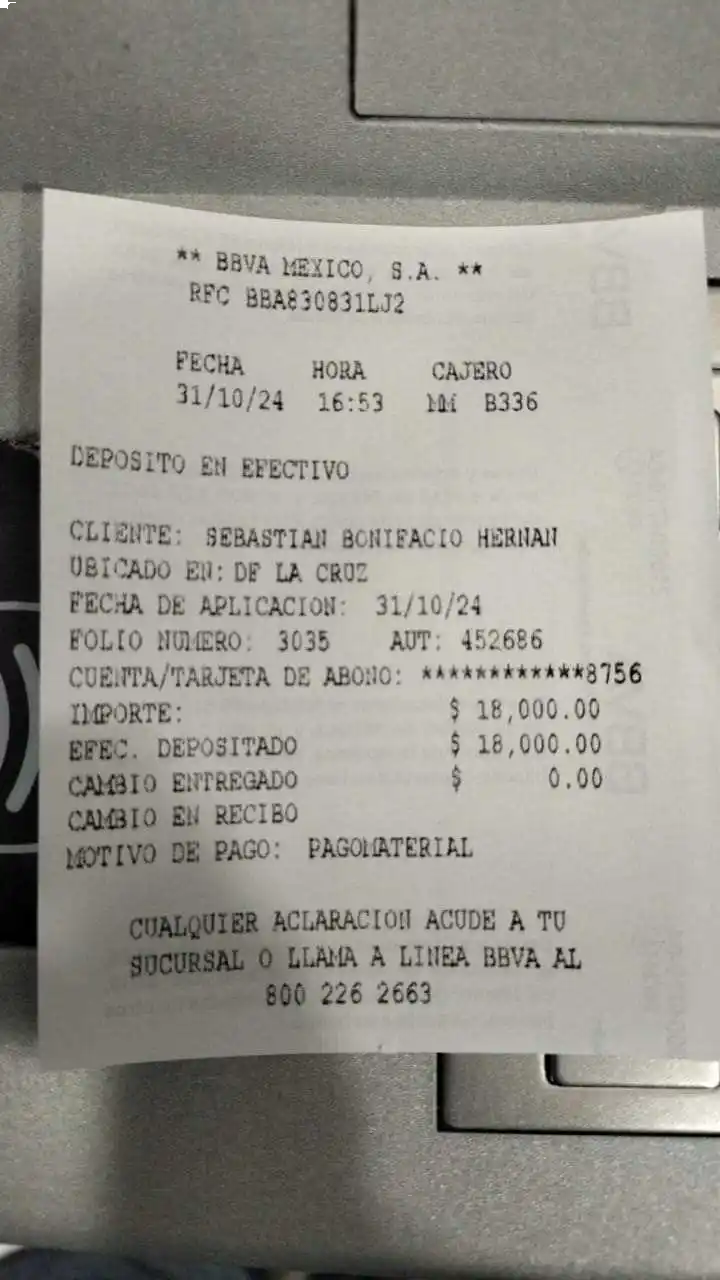 ** BBVA MEXICO, S.A. **
RFC BBA830831LJ2
FECHA HORA CAJERO
31/10/24 16:53 MM B336
DEPOSITO EN EFECTIVO
CLIENTE: SEBASTIAN BONIFACIO HERNAN
UBICADO EN: DF LA CRUZ
FECHA DE APLICACION: 31/10/24
FOLIO NUMERO: 3035 AUT: 452686
CUENTA/TARJETA DE ABONO: ************8756
IMPORTE: $ 18,000.00
EFEC. DEPOSITADO $ 18,000.00
CAMBIO ENTREGADO $ 0.00
CAMBIO EN RECIBO
MOTIVO DE PAGO: PAGOMATERIAL
CUALQUIER ACLARACION ACUDE A TU
SUCURSAL O LLAMA A LINEA BBVA AL
800 226 2663